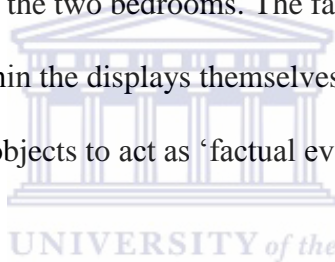 the two bedrooms. The fa
in the displays themselves
objects to act as ‘factual ev
UNIVERSITY of the